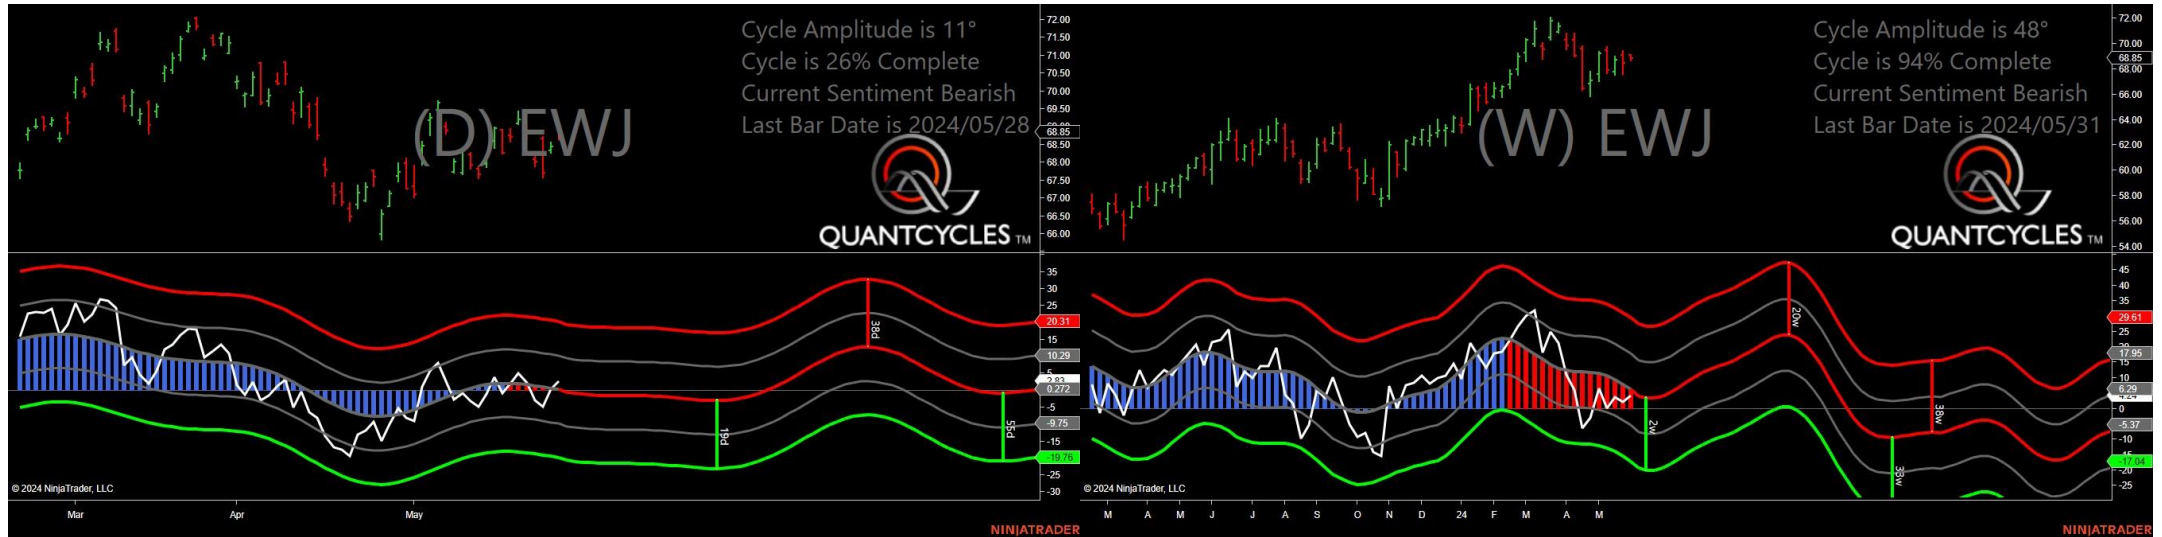 Cycle Amplitude is 11°
Cycle is 26% Complete
Current Sentiment Bearish
Last Bar Date is 2024/05/28
(D) EWJ
QUANTCYCLES TM
72.00
71.50
71.00
70.50
70.00
69.50
68.85
68.50
68.00
67.50
67.00
66.50
66.00
35
30
25
20.31
15
10.29
5
0.272
-5
-9.75
-15
-19.76
-25
-30
38d
19d
55d
© 2024 NinjaTrader, LLC
Mar
Apr
May
NINJATRADER
Cycle Amplitude is 48°
Cycle is 94% Complete
Current Sentiment Bearish
Last Bar Date is 2024/05/31
(W) EWJ
QUANTCYCLES TM
72.00
70.00
68.85
68.00
66.00
64.00
62.00
60.00
58.00
56.00
54.00
45
40
35
29.61
25
17.95
6.29
0
-5.37
-10
-17.04
-25
20w
38w
2w
33w
© 2024 NinjaTrader, LLC
M A M J J A S O N D 24 F M A M
NINJATRADER